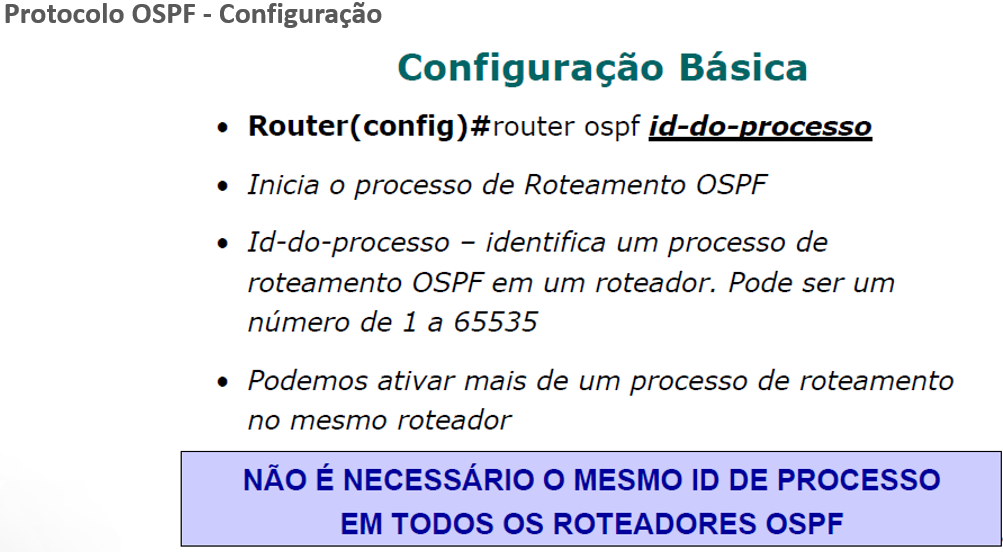 Protocolo OSPF - Configuração
Configuração Básica
• Router(config)#router ospf id-do-processo
• Inicia o processo de Roteamento OSPF
• Id-do-processo – identifica um processo de
roteamento OSPF em um roteador. Pode ser um
número de 1 a 65535
• Podemos ativar mais de um processo de roteamento
no mesmo roteador
NÃO É NECESSÁRIO O MESMO ID DE PROCESSO
EM TODOS OS ROTEADORES OSPF